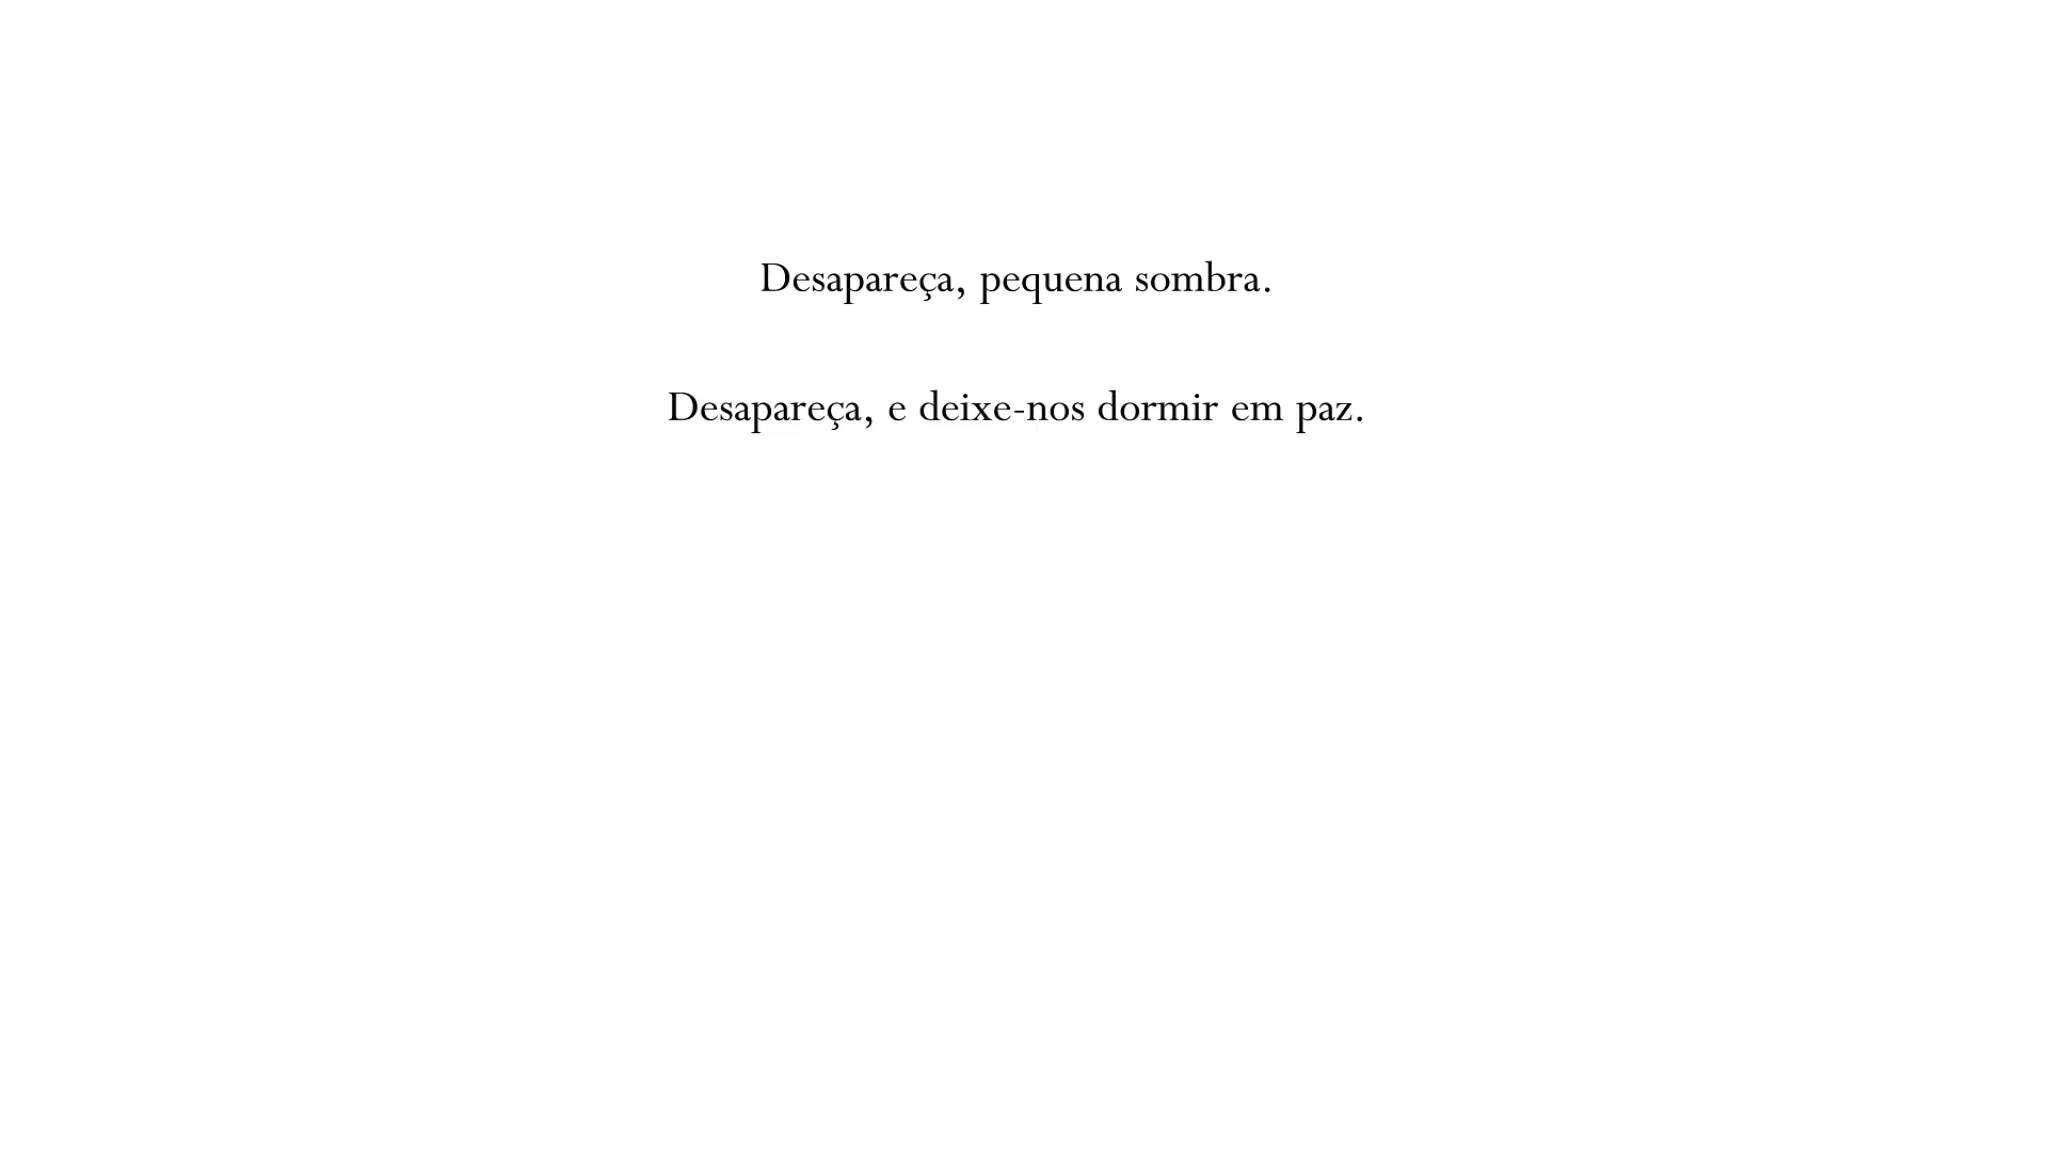 Desapareça, pequena sombra.
Desapareça, e deixe-nos dormir em paz.